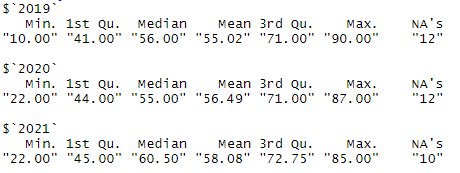 $`2019`
Min. 1st Qu. Median Mean 3rd Qu. Max. NA's
"10.00" "41.00" "56.00" "55.02" "71.00" "90.00" "12"
$`2020`
Min. 1st Qu. Median Mean 3rd Qu. Max. NA's
"22.00" "44.00" "55.00" "56.49" "71.00" "87.00" "12"
$`2021`
Min. 1st Qu. Median Mean 3rd Qu. Max. NA's
"22.00" "45.00" "60.50" "58.08" "72.75" "85.00" "10"